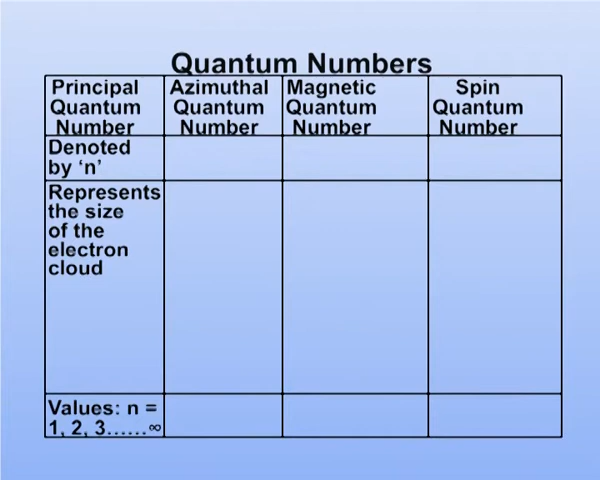 Quantum Numbers
Principal
Quantum
Number
Azimuthal
Quantum
Number
Magnetic
Quantum
Number
Spin
Quantum
Number
Denoted
by ‘n’
Represents
the size
of the
electron
cloud
Values: n =
1, 2, 3......∞